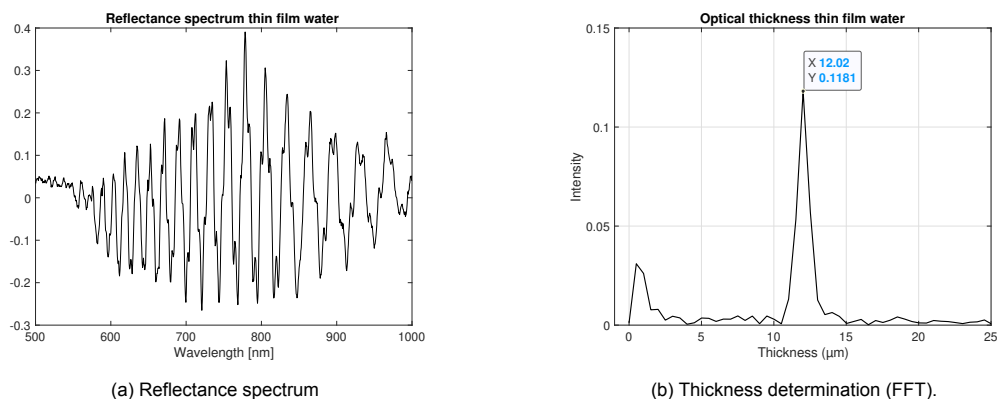 Reflectance spectrum thin film water
0.4
0.3
0.2
0.1
0
-0.1
-0.2
-0.3
500
600
700
800
900
1000
Wavelength [nm]
(a) Reflectance spectrum
Optical thickness thin film water
0.15
0.1
0.05
0
Intensity
X 12.02
Y 0.1181
0
5
10
15
20
25
Thickness (μm)
(b) Thickness determination (FFT).